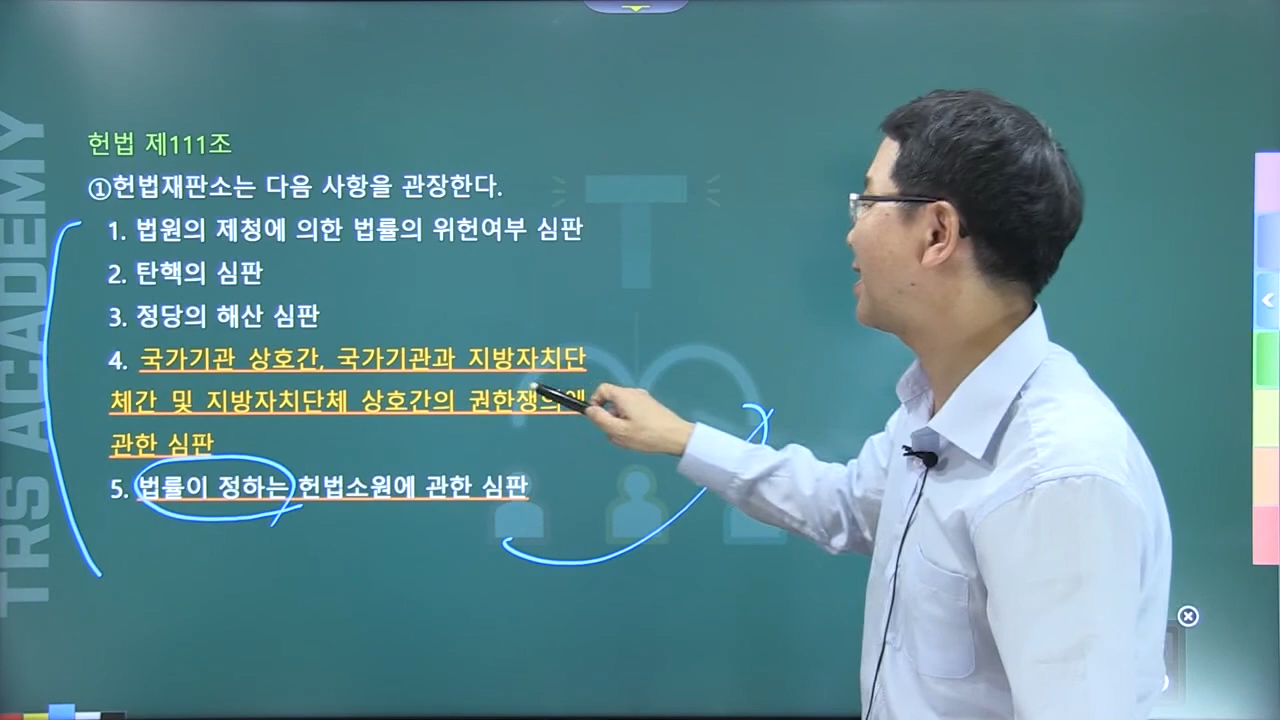 헌법 제111조
①헌법재판소는 다음 사항을 관장한다.
1. 법원의 제청에 의한 법률의 위헌여부 심판
2. 탄핵의 심판
3. 정당의 해산 심판
4. 국가기관 상호간, 국가기관과 지방자치단
체간 및 지방자치단체 상호간의 권한쟁의에
관한 심판
5. 법률이 정하는 헌법소원에 관한 심판
TRS ACADEMY